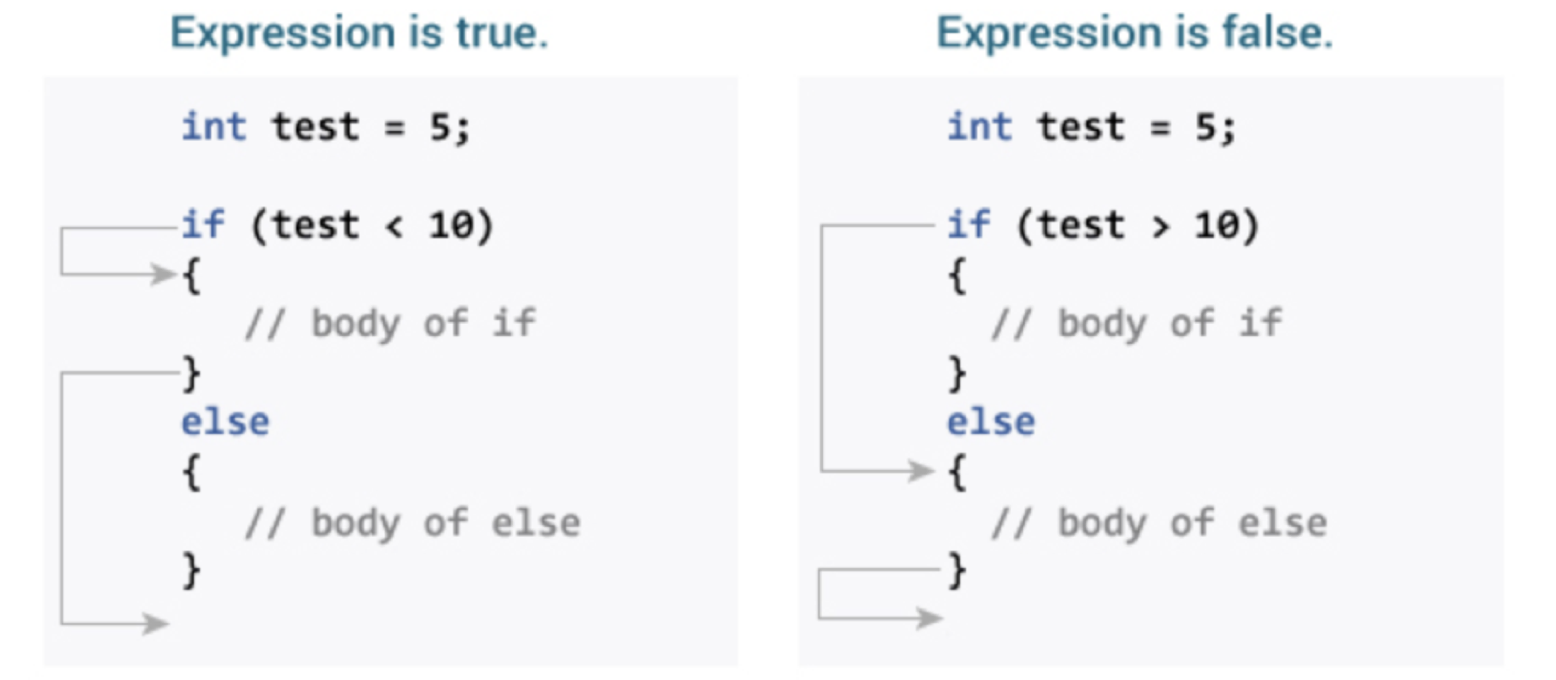 Expression is true.
int test = 5;
if (test < 10)
{
// body of if
}
else
{
// body of else
}
Expression is false.
int test = 5;
if (test > 10)
{
// body of if
}
else
{
// body of else
}